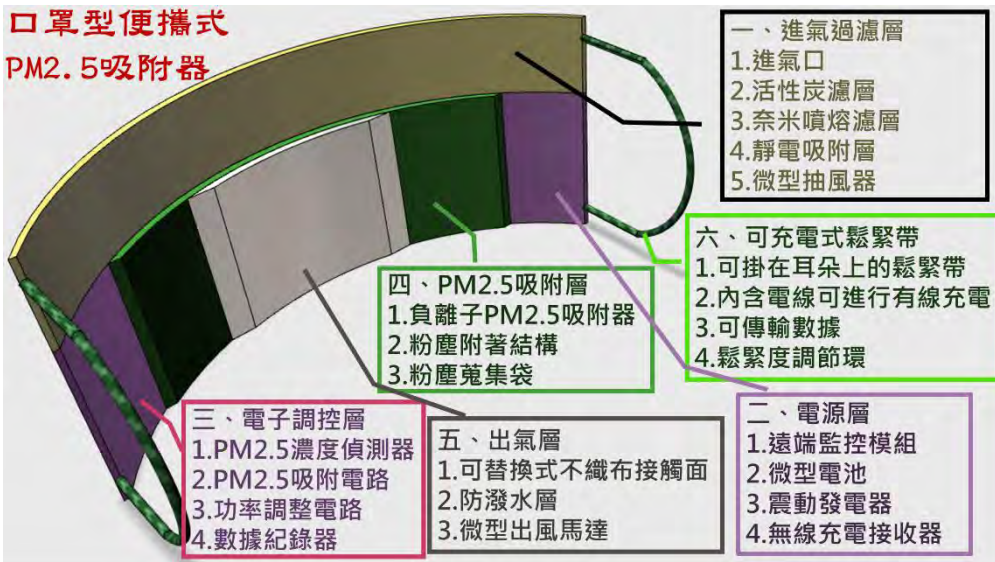 口罩型便攜式
PM2.5吸附器
一、進氣過濾層
1.進氣口
2.活性炭濾層
3.奈米噴熔濾層
4.靜電吸附層
5.微型抽風器
六、可充電式鬆緊帶
1.可掛在耳朵上的鬆緊帶
2.內含電線可進行有線充電
3.可傳輸數據
4.鬆緊度調節環
四、PM2.5吸附層
1.負離子PM2.5吸附器
2.粉塵附著結構
3.粉塵蒐集袋
三、電子調控層
1.PM2.5濃度偵測器
2.PM2.5吸附電路
3.功率調整電路
4.數據紀錄器
五、出氣層
1.可替換式不織布接觸面
2.防潑水層
3.微型出風馬達
二、電源層
1.遠端監控模組
2.微型電池
3.震動發電器
4.無線充電接收器